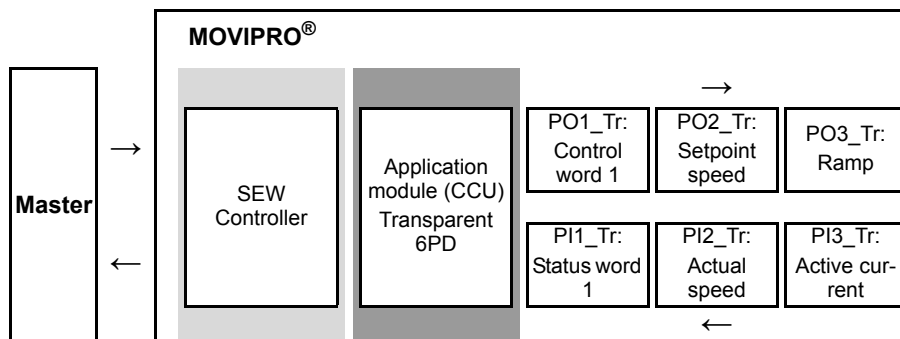 MOVIPRO®
→
Master
→
←
SEW
Controller
Application
module (CCU)
Transparent
6PD
PO1_Tr:
Control
word 1
PO2_Tr:
Setpoint
speed
PO3_Tr:
Ramp
PI1_Tr:
Status word
1
PI2_Tr:
Actual
speed
PI3_Tr:
Active cur-
rent
←